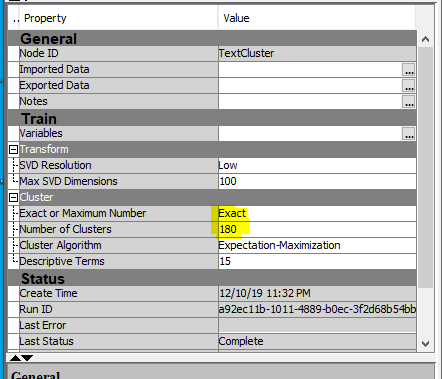 .. Property Value
General
Node ID TextCluster
Imported Data ...
Exported Data ...
Notes ...
Train
Variables ...
Transform
SVD Resolution Low
Max SVD Dimensions 100
Cluster
Exact or Maximum Number Exact
Number of Clusters 180
Cluster Algorithm Expectation-Maximization
Descriptive Terms 15
Status
Create Time 12/10/19 11:32 PM
Run ID a92ec11b-1011-4889-b0ec-3f2d68b54bb
Last Error
Last Status Complete
General